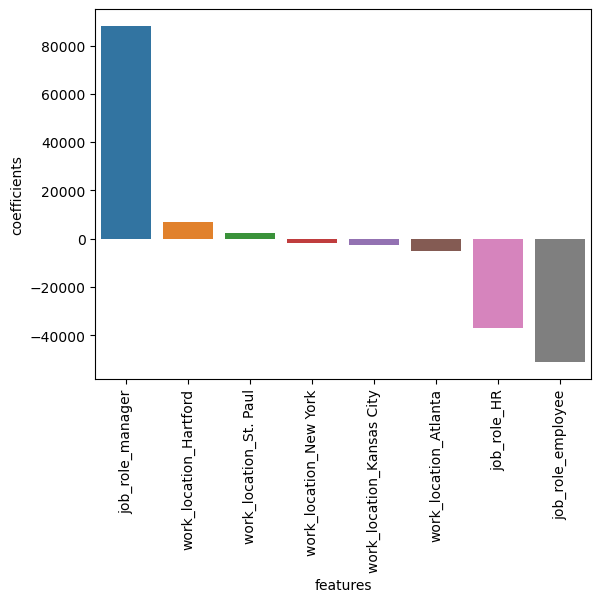 80000
60000
40000
20000
0
−20000
−40000
coefficients
job_role_manager
work_location_Hartford
work_location_St. Paul
work_location_New York
work_location_Kansas City
work_location_Atlanta
job_role_HR
job_role_employee
features